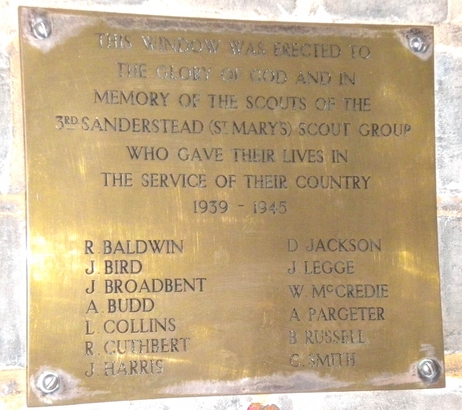 THIS WINDOW WAS ERECTED TO
THE GLORY OF GOD AND IN
MEMORY OF THE SCOUTS OF THE
3RD SANDERSTEAD (ST MARY'S) SCOUT GROUP
WHO GAVE THEIR LIVES IN
THE SERVICE OF THEIR COUNTRY
1939 - 1945
R. BALDWIN
J. BIRD
J. BROADBENT
A. BUDD
L. COLLINS
R. CUTHBERT
J. HARRIS
D. JACKSON
J. LEGGE
W. McCREDIE
A. PARGETER
B. RUSSELL
G. SMITH